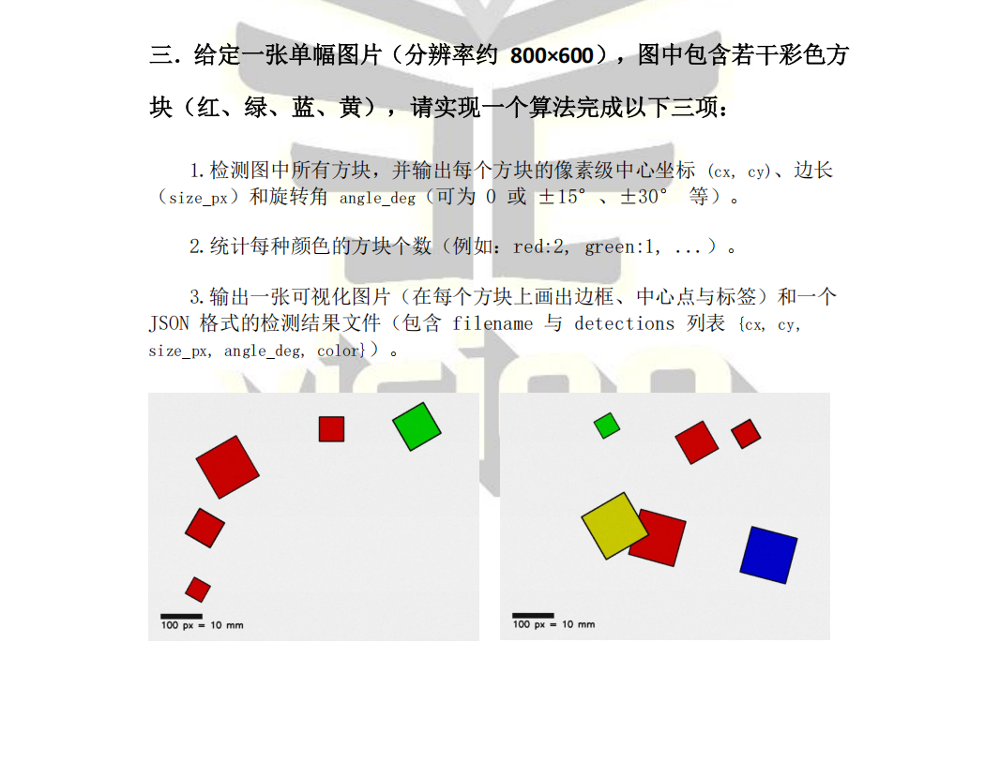 三. 给定一张单幅图片（分辨率约 800×600），图中包含若干彩色方
块（红、绿、蓝、黄），请实现一个算法完成以下三项：
1.检测图中所有方块，并输出每个方块的像素级中心坐标 (cx, cy)、边长
（size_px）和旋转角 angle_deg（可为 0 或 ±15°、±30° 等）。
2.统计每种颜色的方块个数（例如：red:2, green:1, ...）。
3.输出一张可视化图片（在每个方块上画出边框、中心点与标签）和一个
JSON 格式的检测结果文件（包含 filename 与 detections 列表 {cx, cy,
size_px, angle_deg, color}）。
vision
100 px = 10 mm
100 px = 10 mm